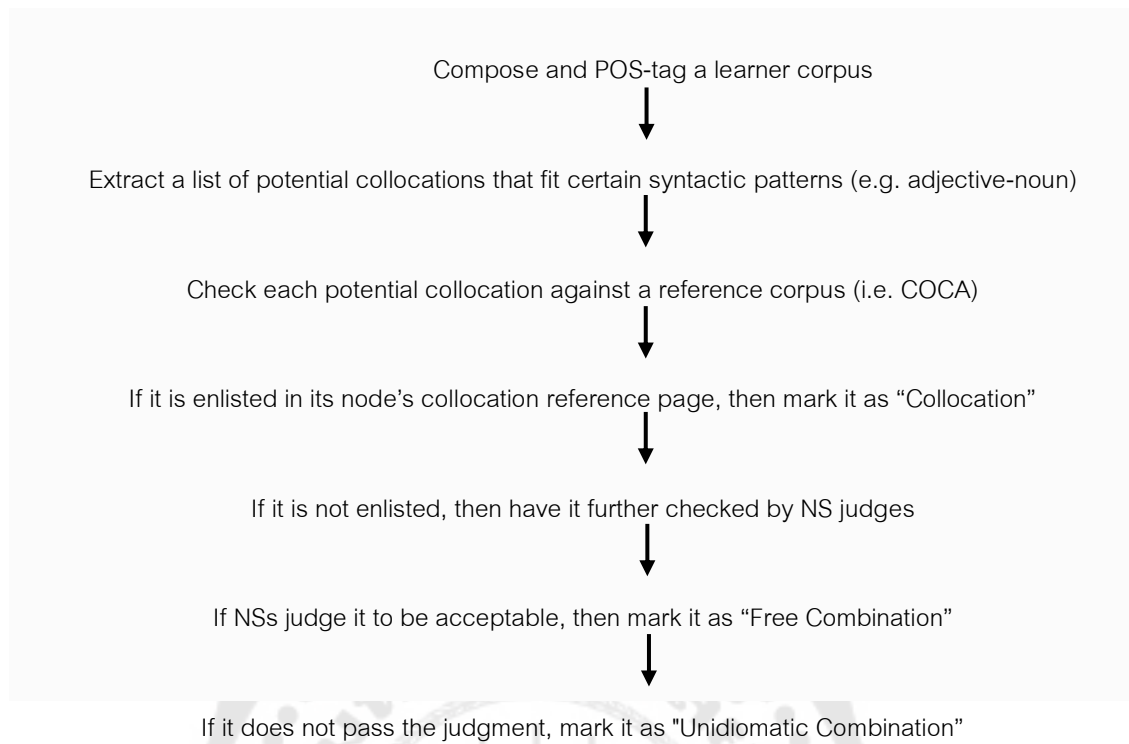 Compose and POS-tag a learner corpus
Extract a list of potential collocations that fit certain syntactic patterns (e.g. adjective-noun)
Check each potential collocation against a reference corpus (i.e. COCA)
If it is enlisted in its node’s collocation reference page, then mark it as “Collocation”
If it is not enlisted, then have it further checked by NS judges
If NSs judge it to be acceptable, then mark it as “Free Combination”
If it does not pass the judgment, mark it as "Unidiomatic Combination”